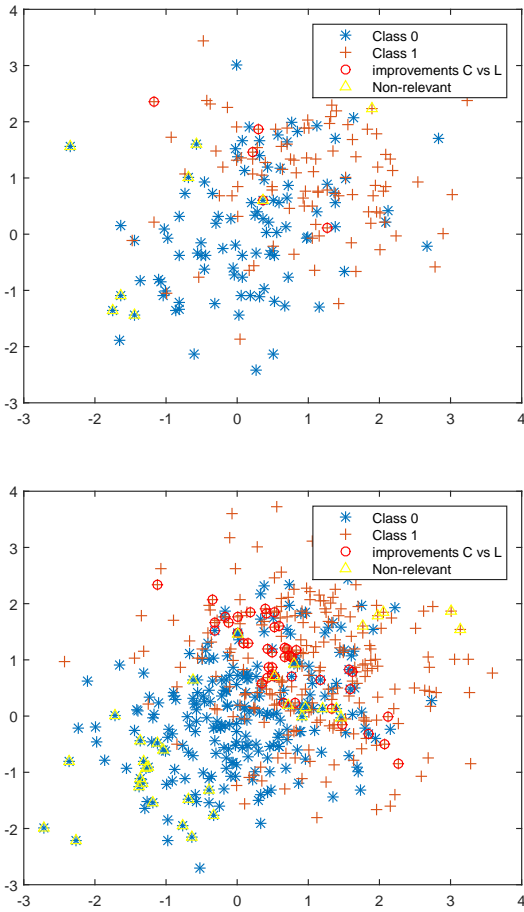 4
3
2
1
0
-1
-2
-3
-3 -2 -1 0 1 2 3 4
Class 0
Class 1
improvements C vs L
Non-relevant
4
3
2
1
0
-1
-2
-3
-3 -2 -1 0 1 2 3 4
Class 0
Class 1
improvements C vs L
Non-relevant